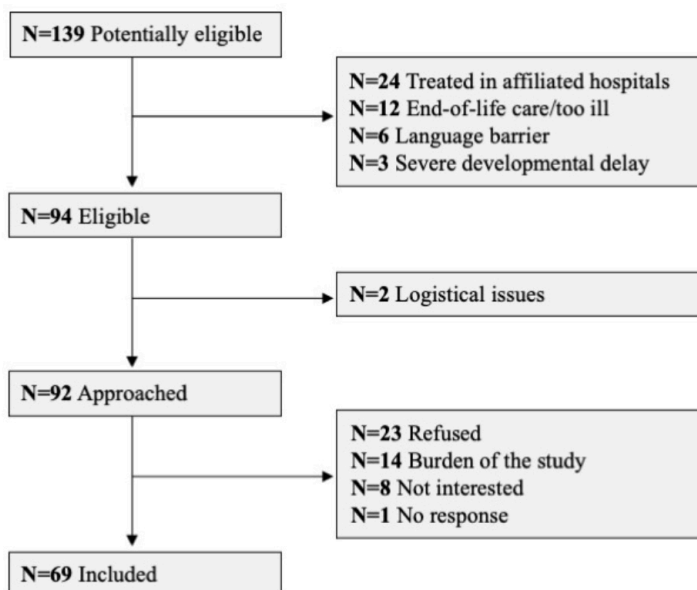 N=139 Potentially eligible
N=24 Treated in affiliated hospitals
N=12 End-of-life care/too ill
N=6 Language barrier
N=3 Severe developmental delay
N=94 Eligible
N=2 Logistical issues
N=92 Approached
N=23 Refused
N=14 Burden of the study
N=8 Not interested
N=1 No response
N=69 Included